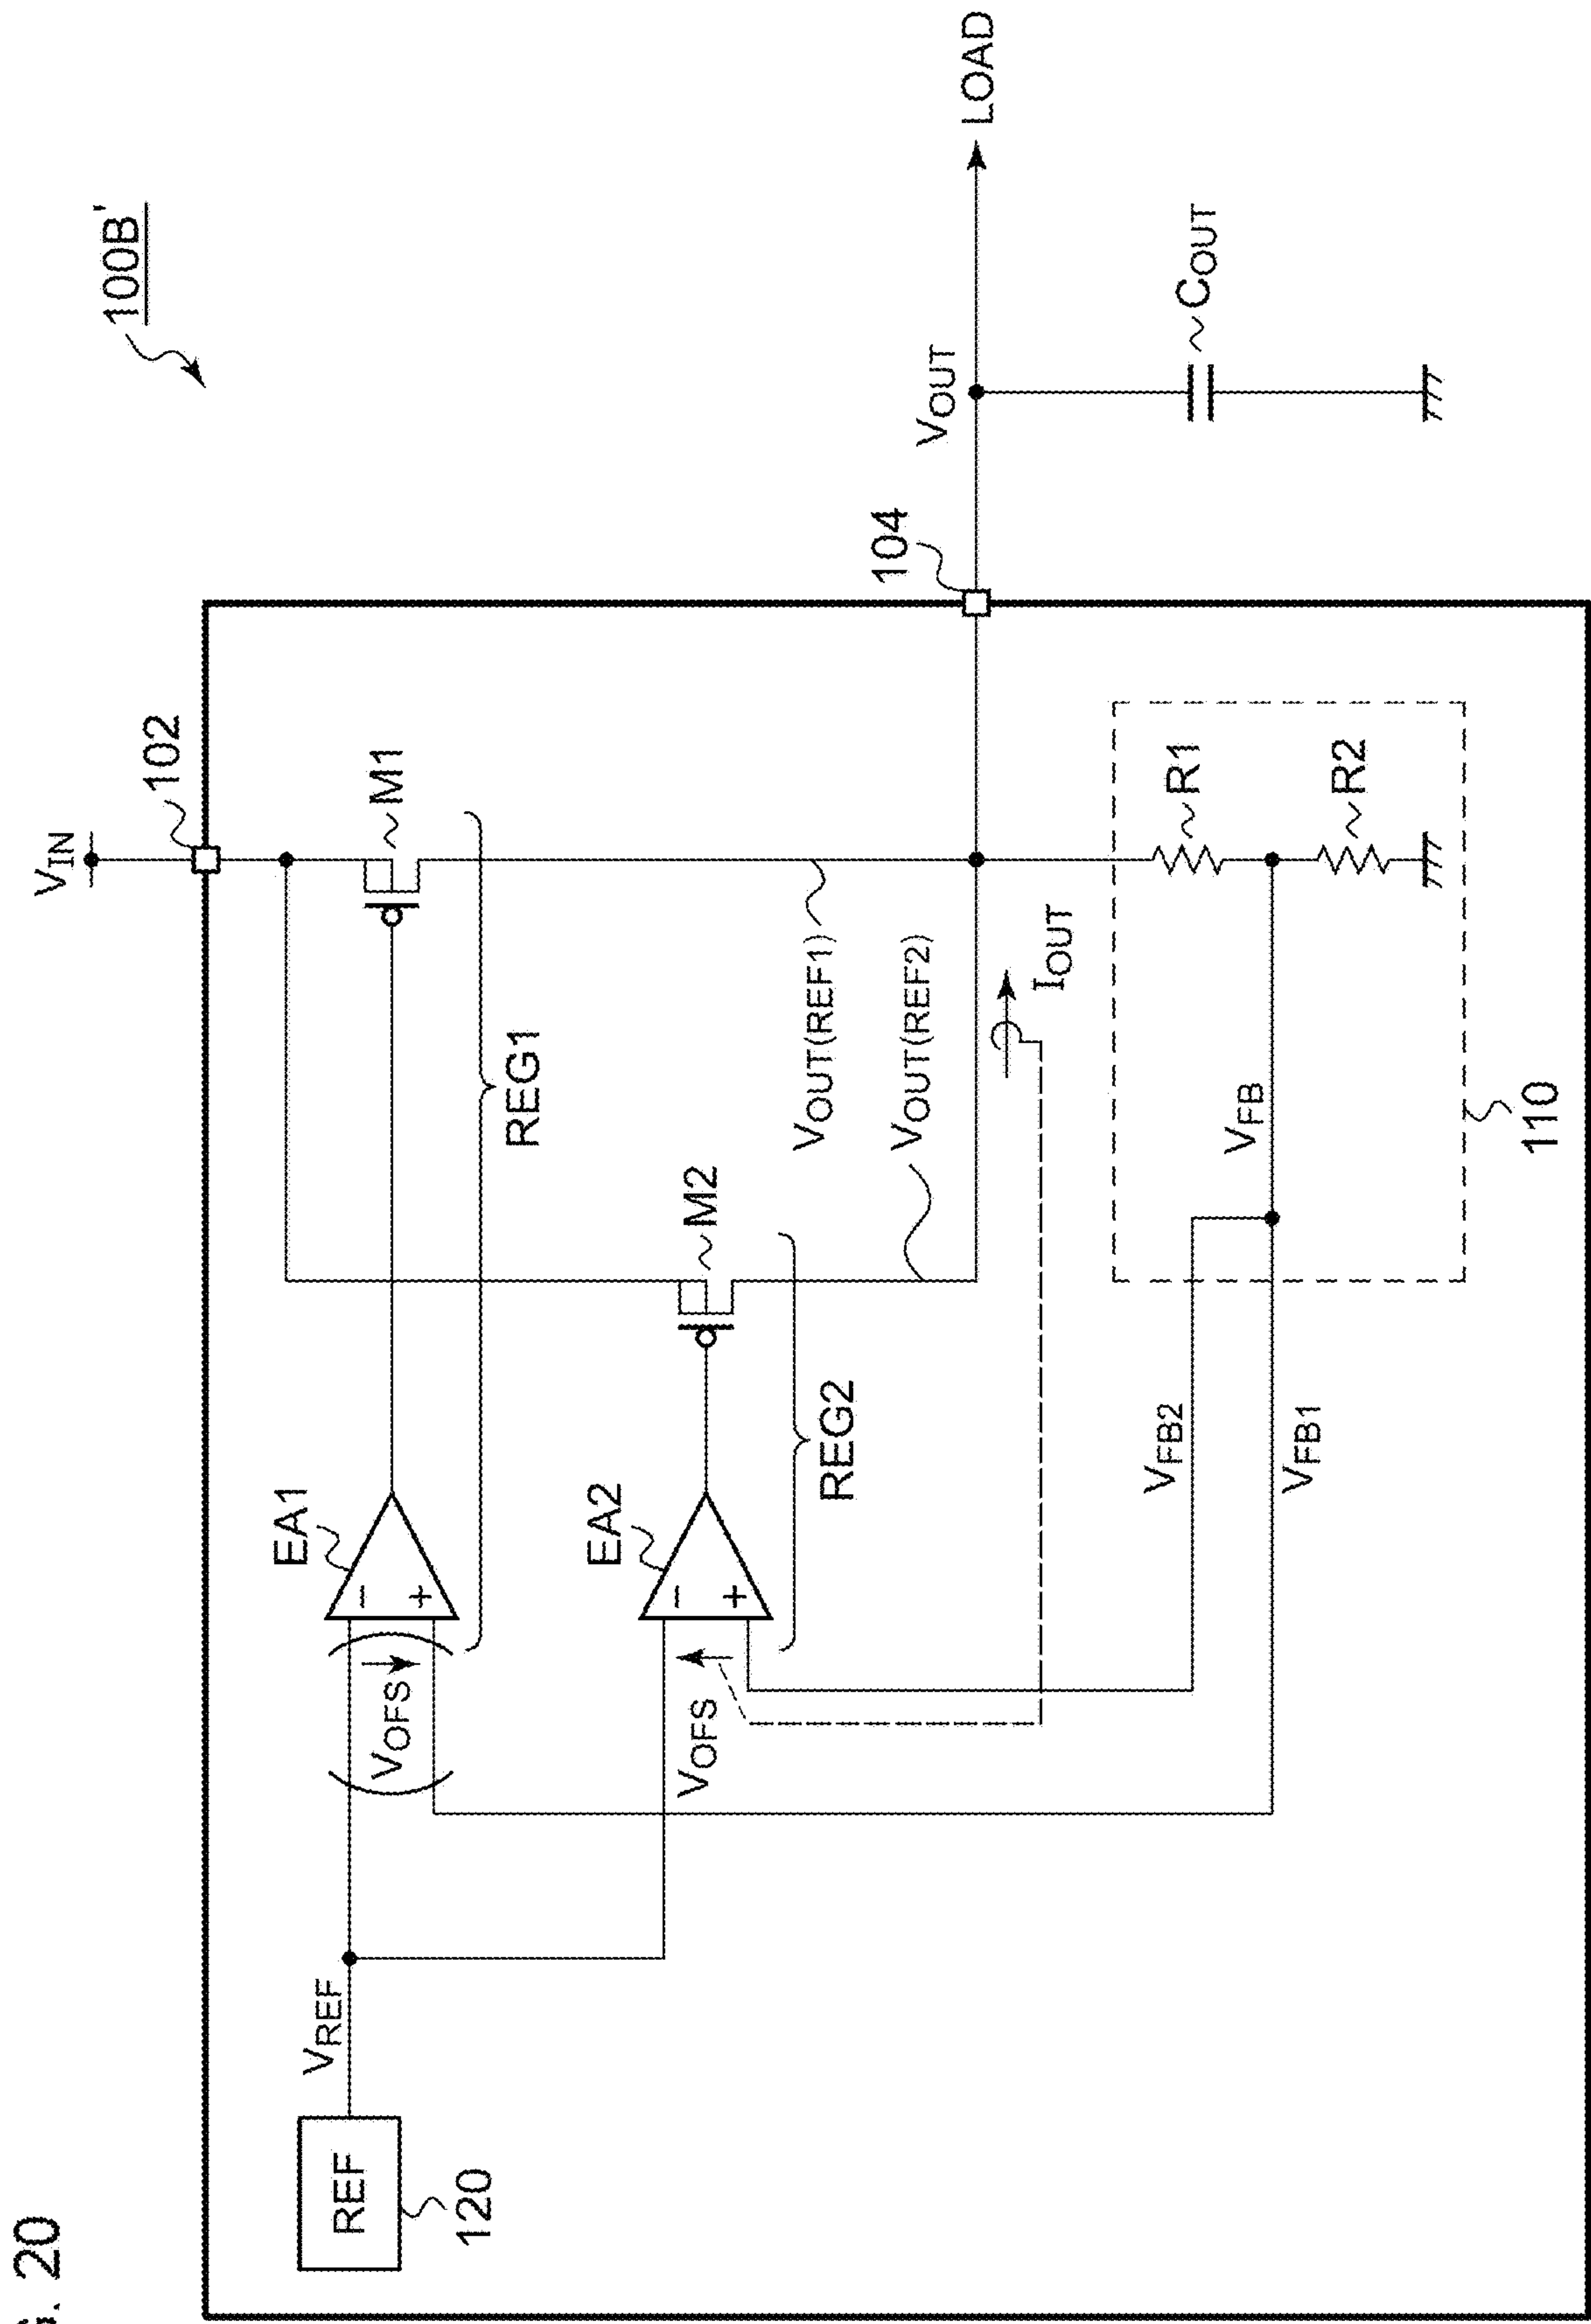 . 20
100B'
VIN
102
EA1
M1
VREF
VOFS
−
+
REG1
REF
120
EA2
M2
VOFS
−
+
REG2
VOUT(REF1)
VOUT(REF2)
104
VOUT
LOAD
IOUT
COUT
VFB2
VFB1
VFB
R1
R2
110